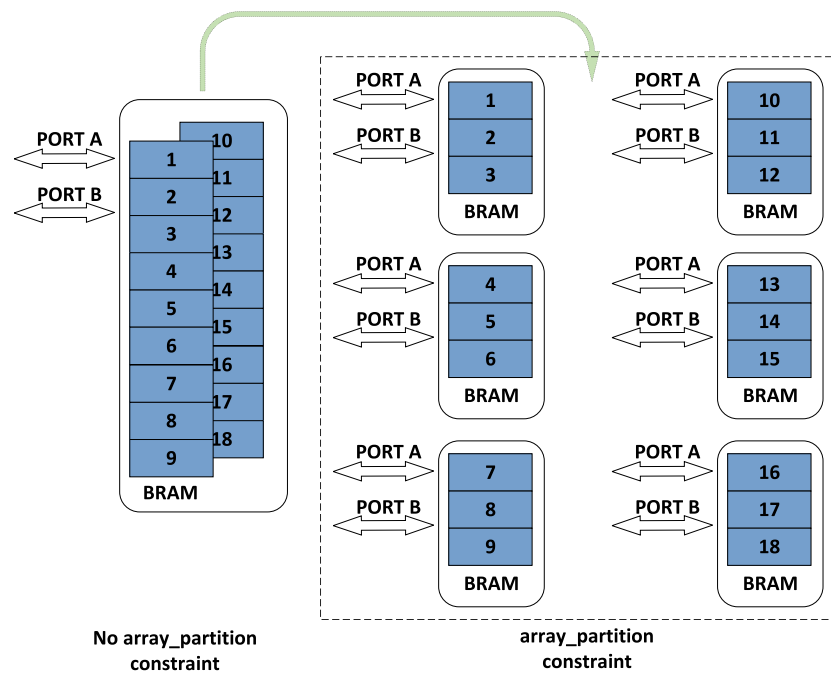 PORT A
PORT B
1
2
3
4
5
6
7
8
9
10
11
12
13
14
15
16
17
18
BRAM
No array_partition
constraint
PORT A
PORT B
1
2
3
BRAM
PORT A
PORT B
10
11
12
BRAM
PORT A
PORT B
4
5
6
BRAM
PORT A
PORT B
13
14
15
BRAM
PORT A
PORT B
7
8
9
BRAM
PORT A
PORT B
16
17
18
BRAM
array_partition
constraint